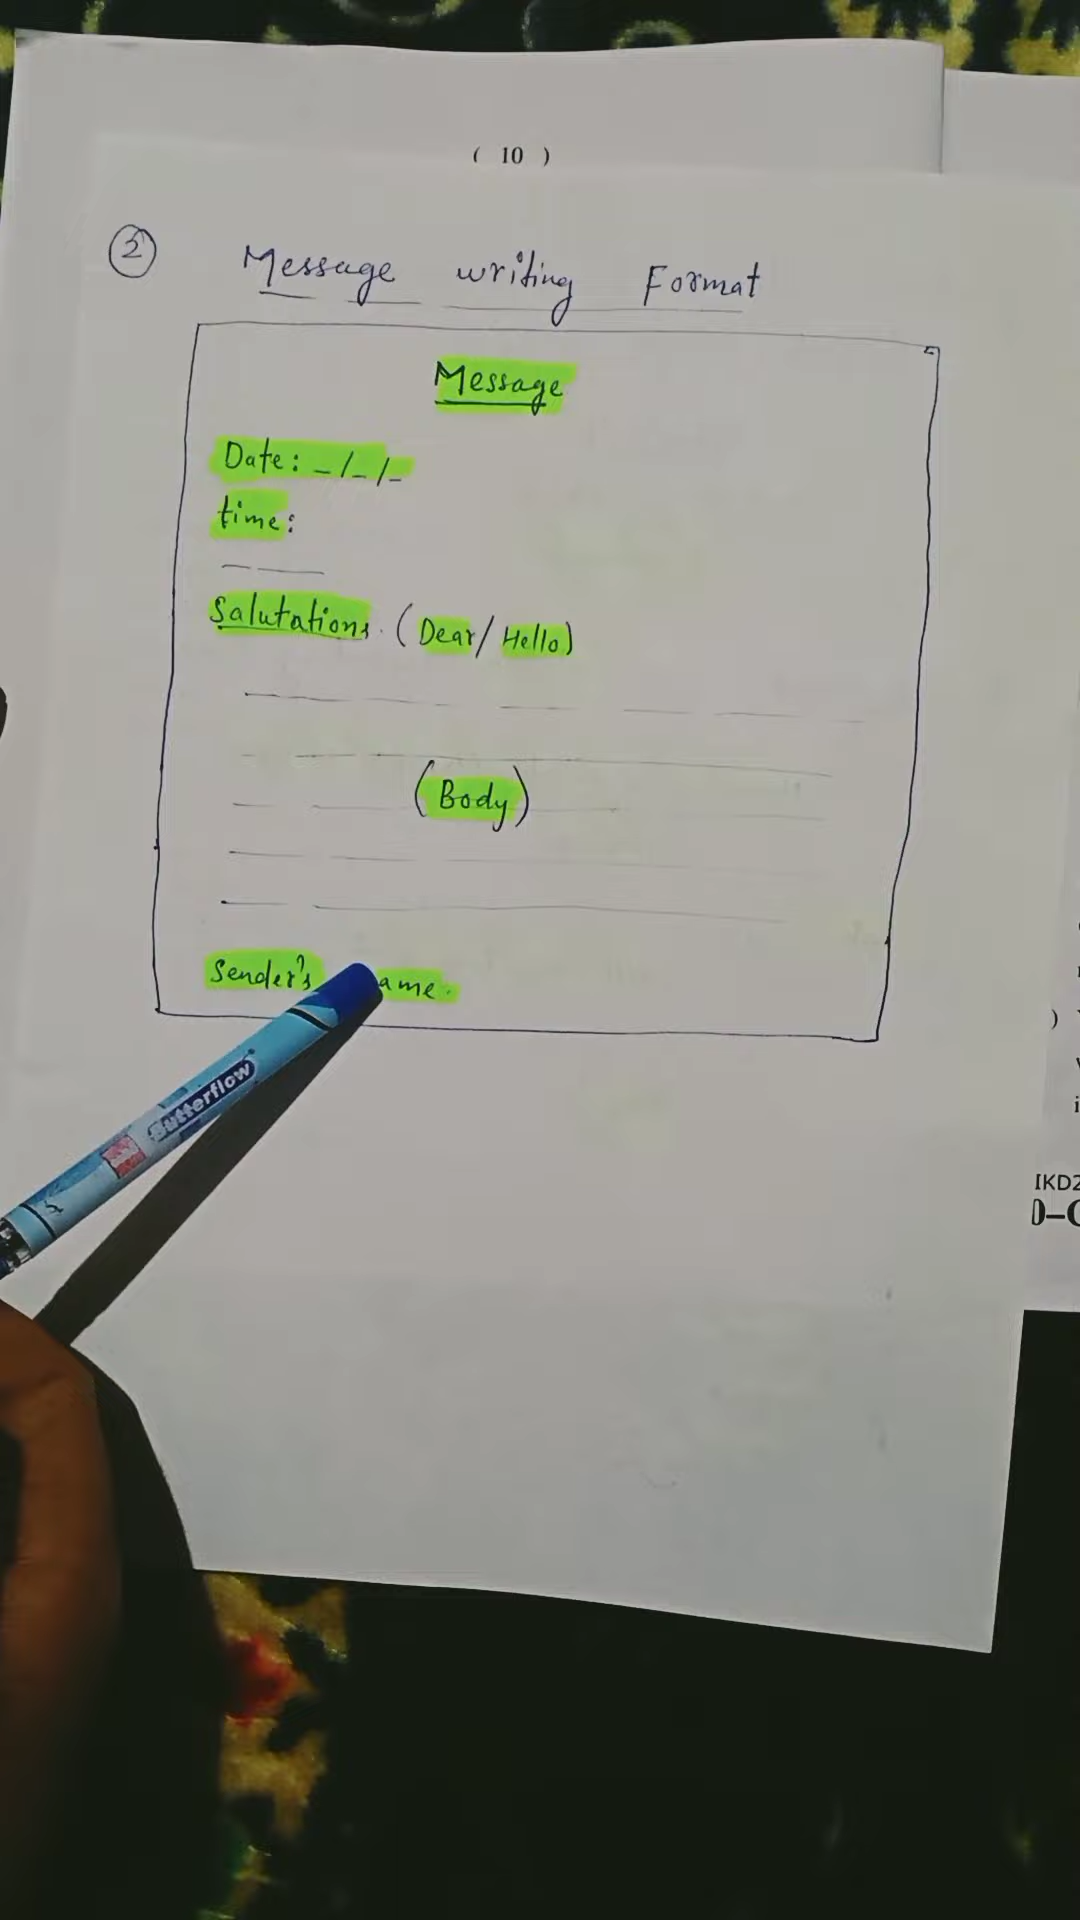 ( 10 )
2 Message writing Format
Message
Date: _/_/_
time:
Salutations. (Dear/Hello)
(Body)
Sender's ame.
Butterflow
)
IKDZ